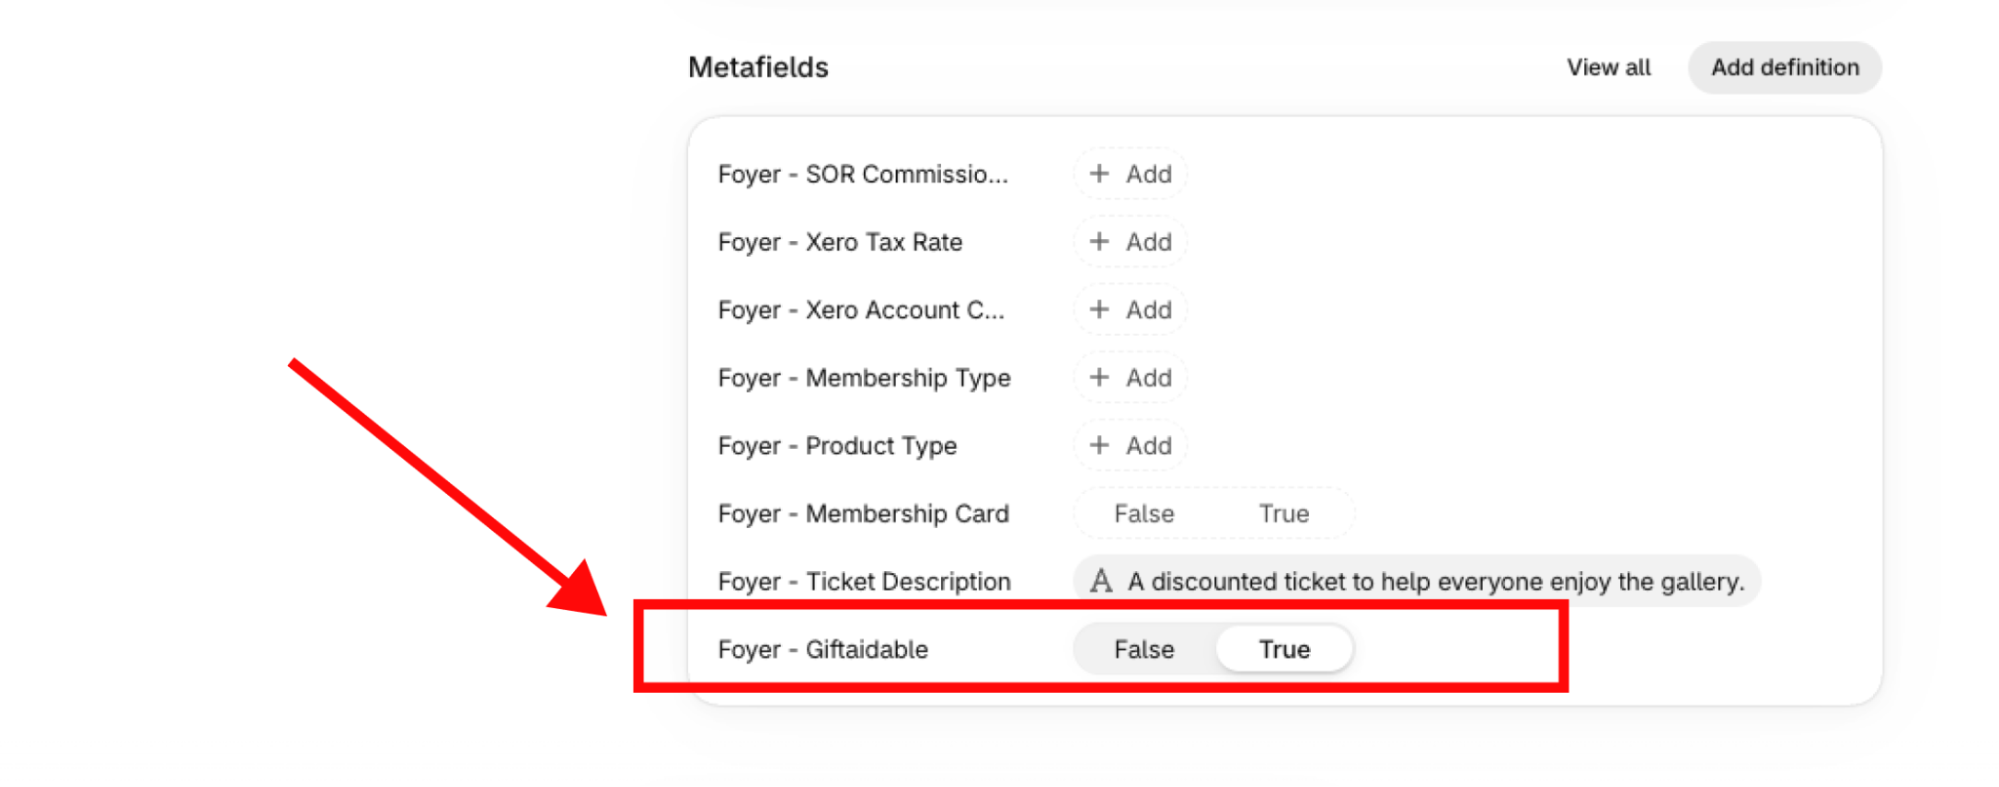 Metafields View all Add definition
Foyer - SOR Commissio... + Add
Foyer - Xero Tax Rate + Add
Foyer - Xero Account C... + Add
Foyer - Membership Type + Add
Foyer - Product Type + Add
Foyer - Membership Card False True
Foyer - Ticket Description A A discounted ticket to help everyone enjoy the gallery.
Foyer - Giftaidable False True